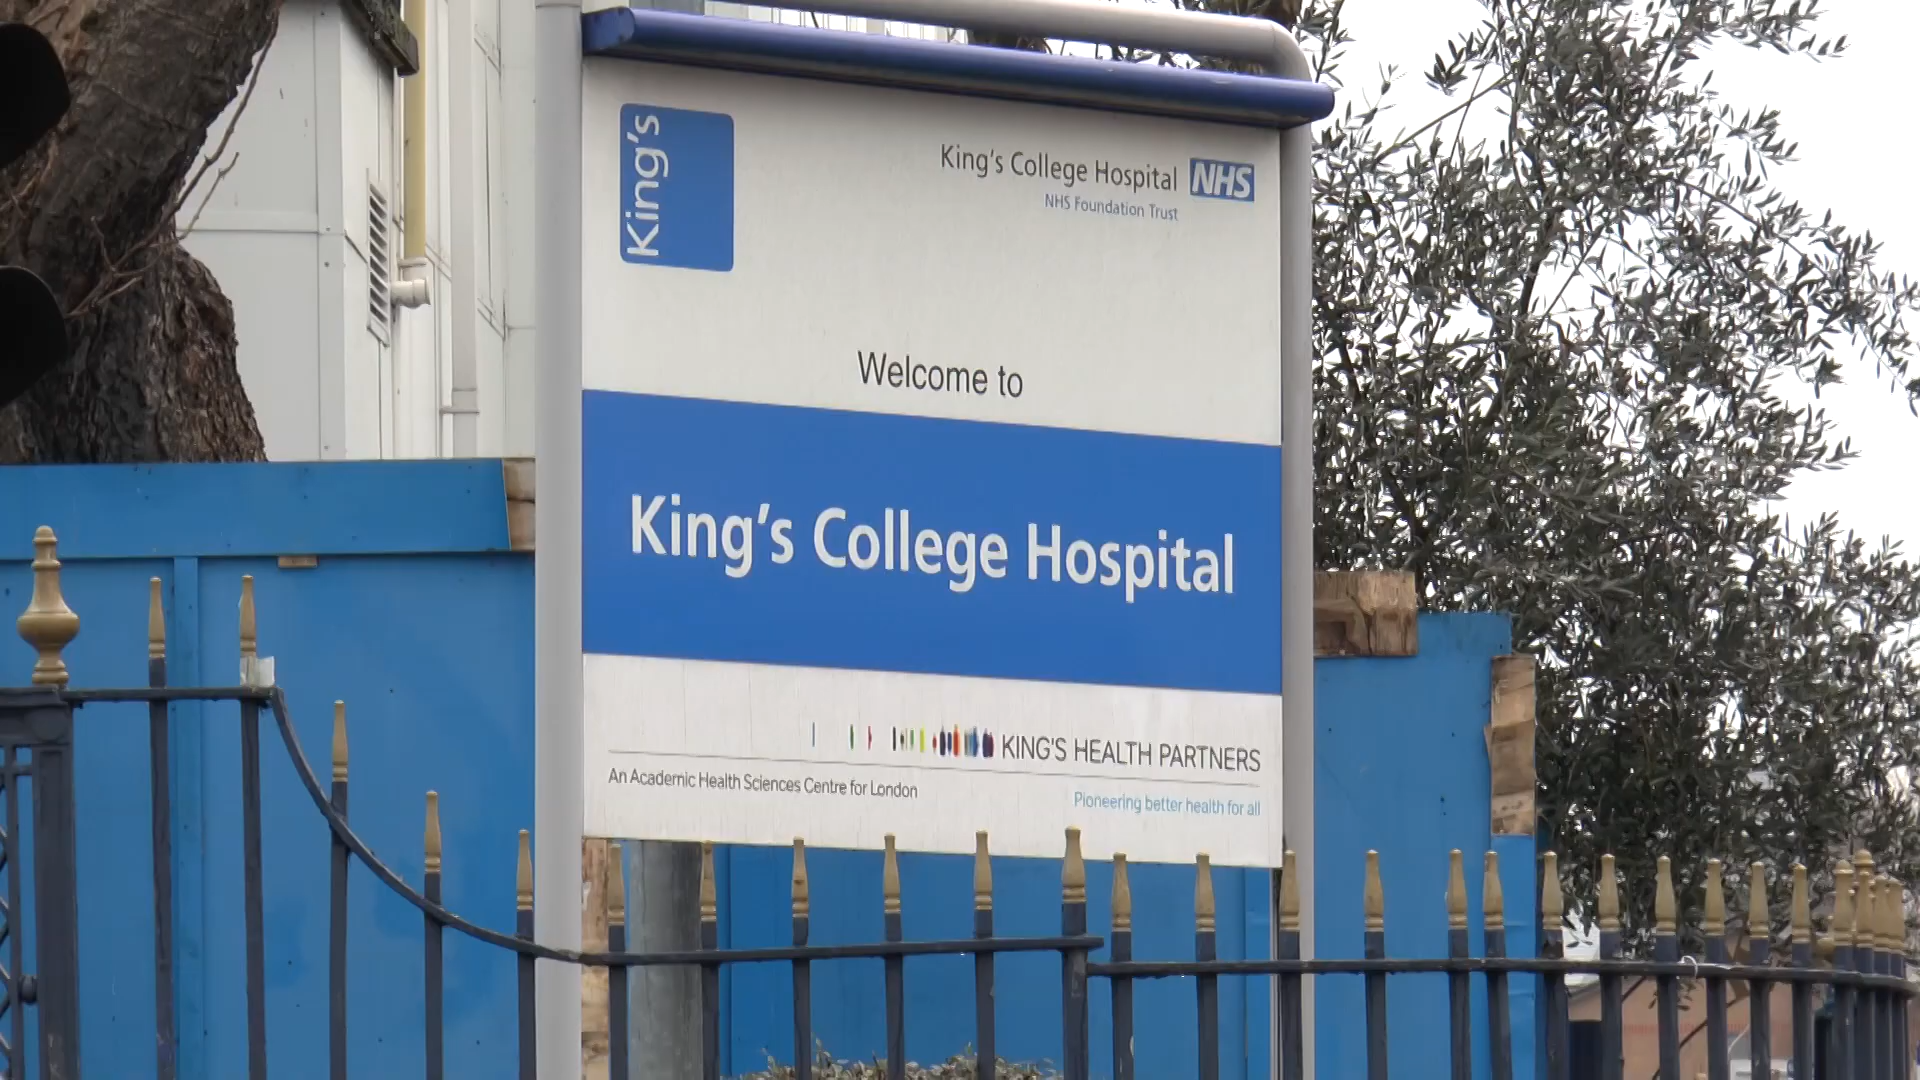 King's
King's College Hospital NHS
NHS Foundation Trust
Welcome to
King's College Hospital
KING'S HEALTH PARTNERS
An Academic Health Sciences Centre for London
Pioneering better health for all